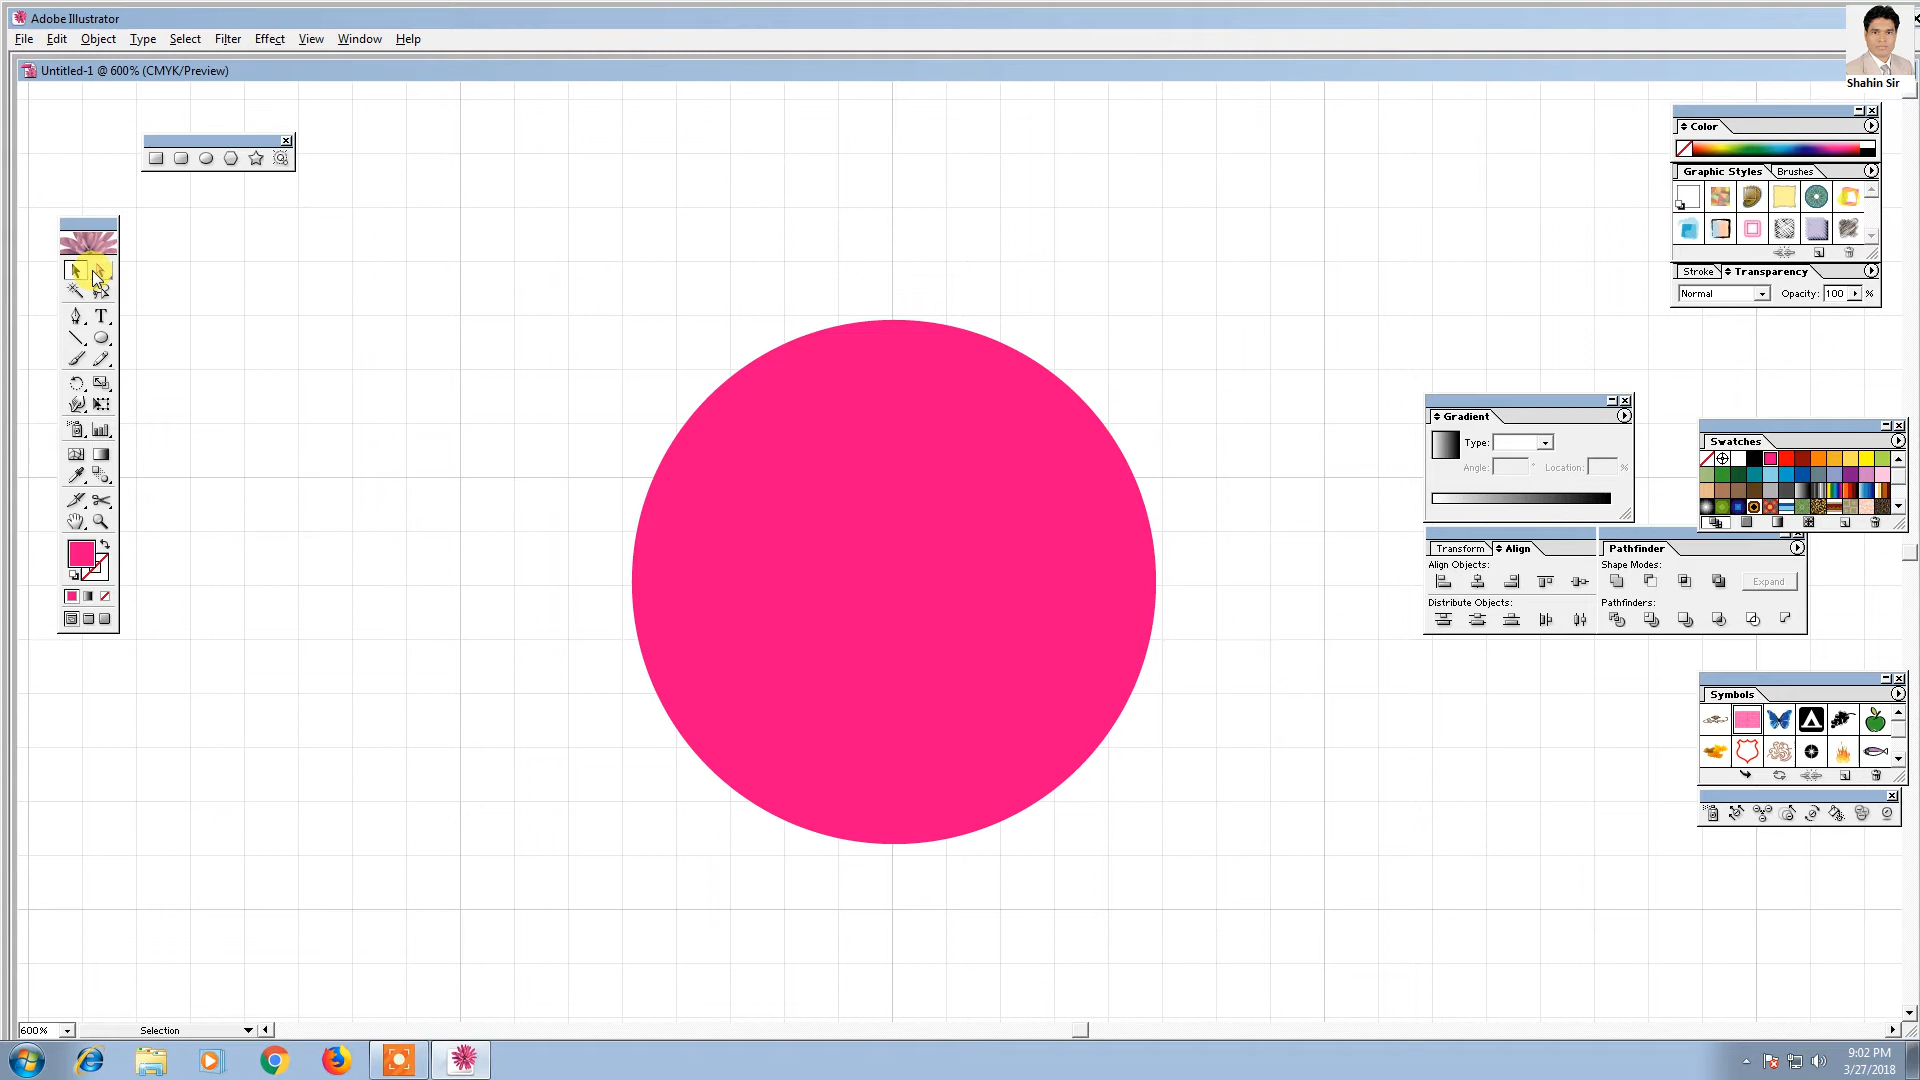 Adobe Illustrator
File Edit Object Type Select Filter Effect View Window Help
Shahin Sir
Untitled-1 @ 600% (CMYK/Preview)
Color
Graphic Styles Brushes
Stroke Transparency
Normal Opacity: 100 %
Gradient
Type:
Angle: ° Location: %
Swatches
Transform Align
Align Objects:
Distribute Objects:
Pathfinder
Shape Modes:
Expand
Pathfinders:
Symbols
T
600% Selection
9:02 PM
3/27/2018